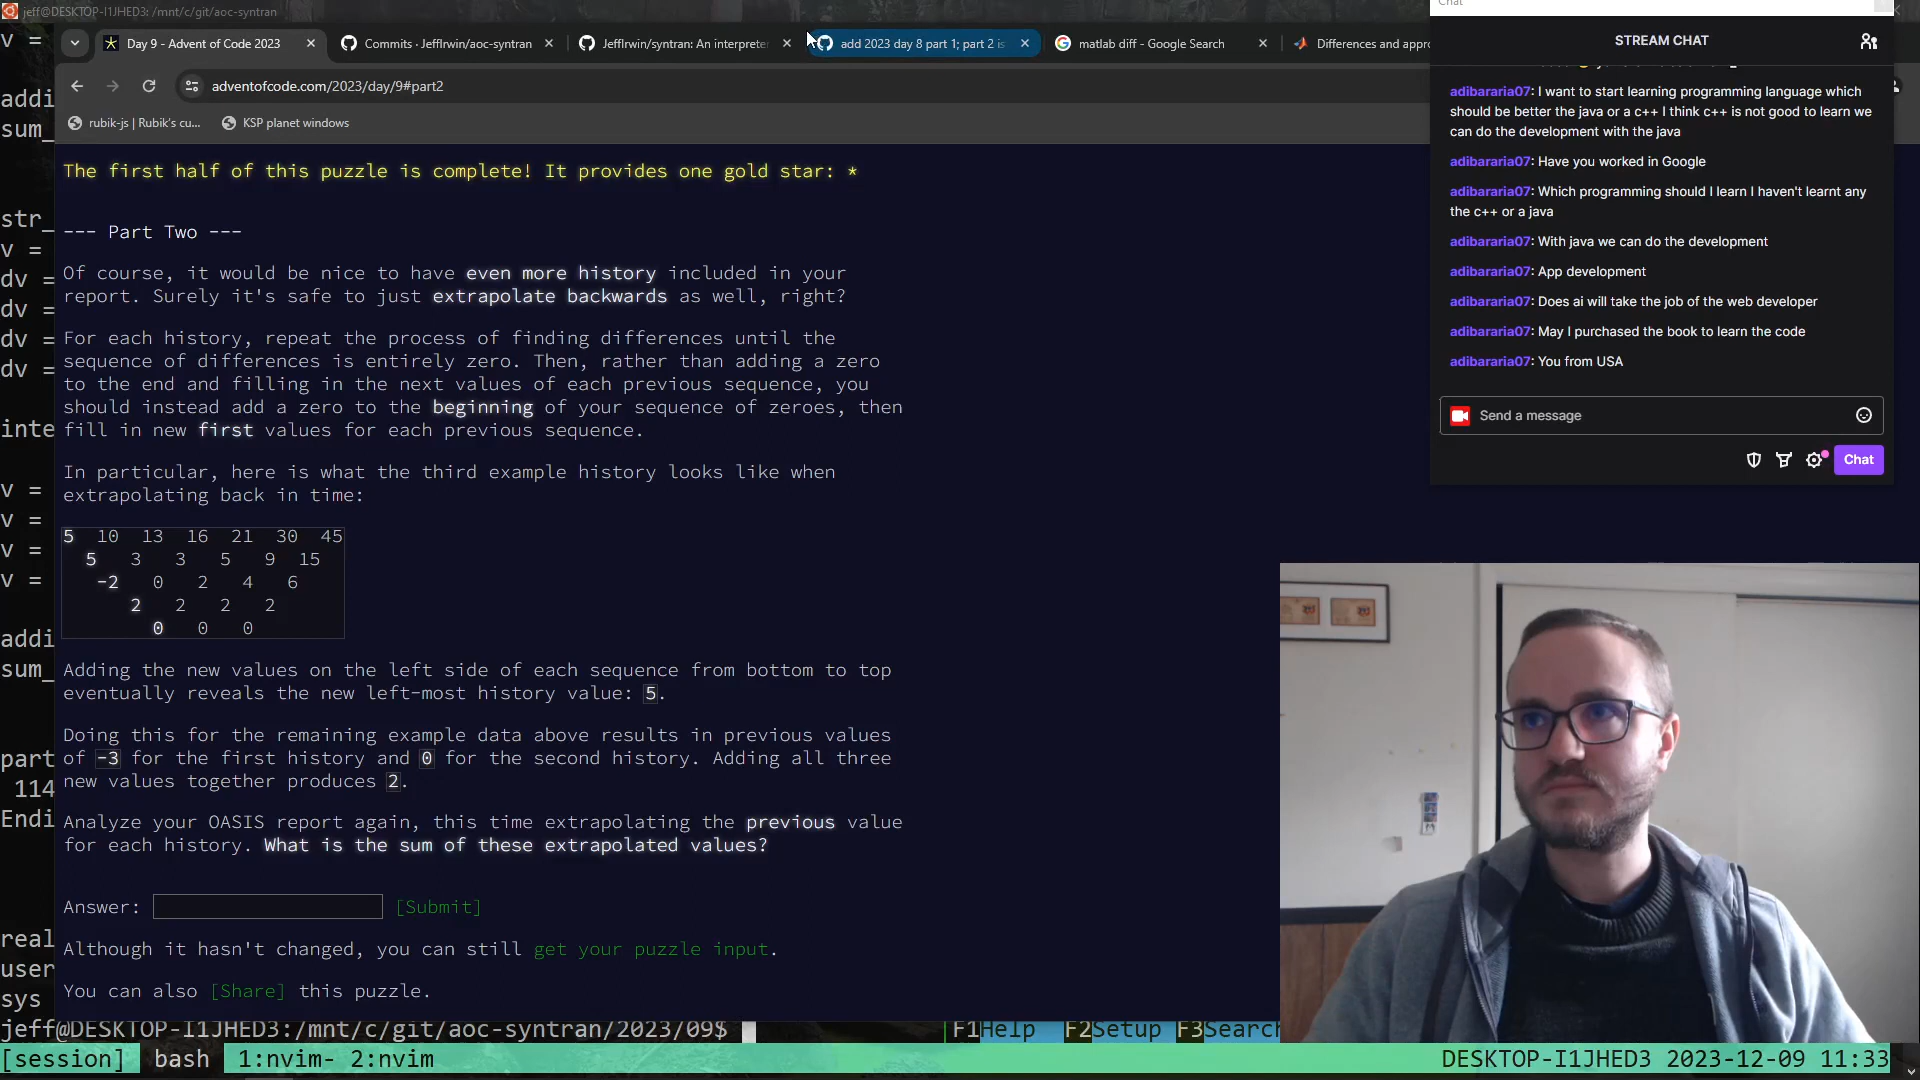 jeff@DESKTOP-I1JHED3: /mnt/c/git/aoc-syntran
Day 9 - Advent of Code 2023
Commits · JeffIrwin/aoc-syntran
JeffIrwin/syntran: An interprete
add 2023 day 8 part 1; part 2 is
matlab diff - Google Search
Differences and appro
adventofcode.com/2023/day/9#part2
rubik-js | Rubik's cu...
KSP planet windows
v =
addi
sum_
str_
v =
dv =
dv =
dv =
dv =
inte
v =
v =
v =
v =
addi
sum_
part
114
Endi
real
user
sys
The first half of this puzzle is complete! It provides one gold star: *
--- Part Two ---
Of course, it would be nice to have even more history included in your
report. Surely it's safe to just extrapolate backwards as well, right?
For each history, repeat the process of finding differences until the
sequence of differences is entirely zero. Then, rather than adding a zero
to the end and filling in the next values of each previous sequence, you
should instead add a zero to the beginning of your sequence of zeroes, then
fill in new first values for each previous sequence.
In particular, here is what the third example history looks like when
extrapolating back in time:
5 10 13 16 21 30 45
5 3 3 5 9 15
-2 0 2 4 6
2 2 2 2
0 0 0
Adding the new values on the left side of each sequence from bottom to top
eventually reveals the new left-most history value: 5.
Doing this for the remaining example data above results in previous values
of -3 for the first history and 0 for the second history. Adding all three
new values together produces 2.
Analyze your OASIS report again, this time extrapolating the previous value
for each history. What is the sum of these extrapolated values?
Answer: [Submit]
Although it hasn't changed, you can still get your puzzle input.
You can also [Share] this puzzle.
Chat
STREAM CHAT
adibararia07: I want to start learning programming language which
should be better the java or a c++ I think c++ is not good to learn we
can do the development with the java
adibararia07: Have you worked in Google
adibararia07: Which programming should I learn I haven't learnt any
the c++ or a java
adibararia07: With java we can do the development
adibararia07: App development
adibararia07: Does ai will take the job of the web developer
adibararia07: May I purchased the book to learn the code
adibararia07: You from USA
Send a message
Chat
jeff@DESKTOP-I1JHED3:/mnt/c/git/aoc-syntran/2023/09$
F1Help F2Setup F3Search
[session] bash 1:nvim- 2:nvim
DESKTOP-I1JHED3 2023-12-09 11:33